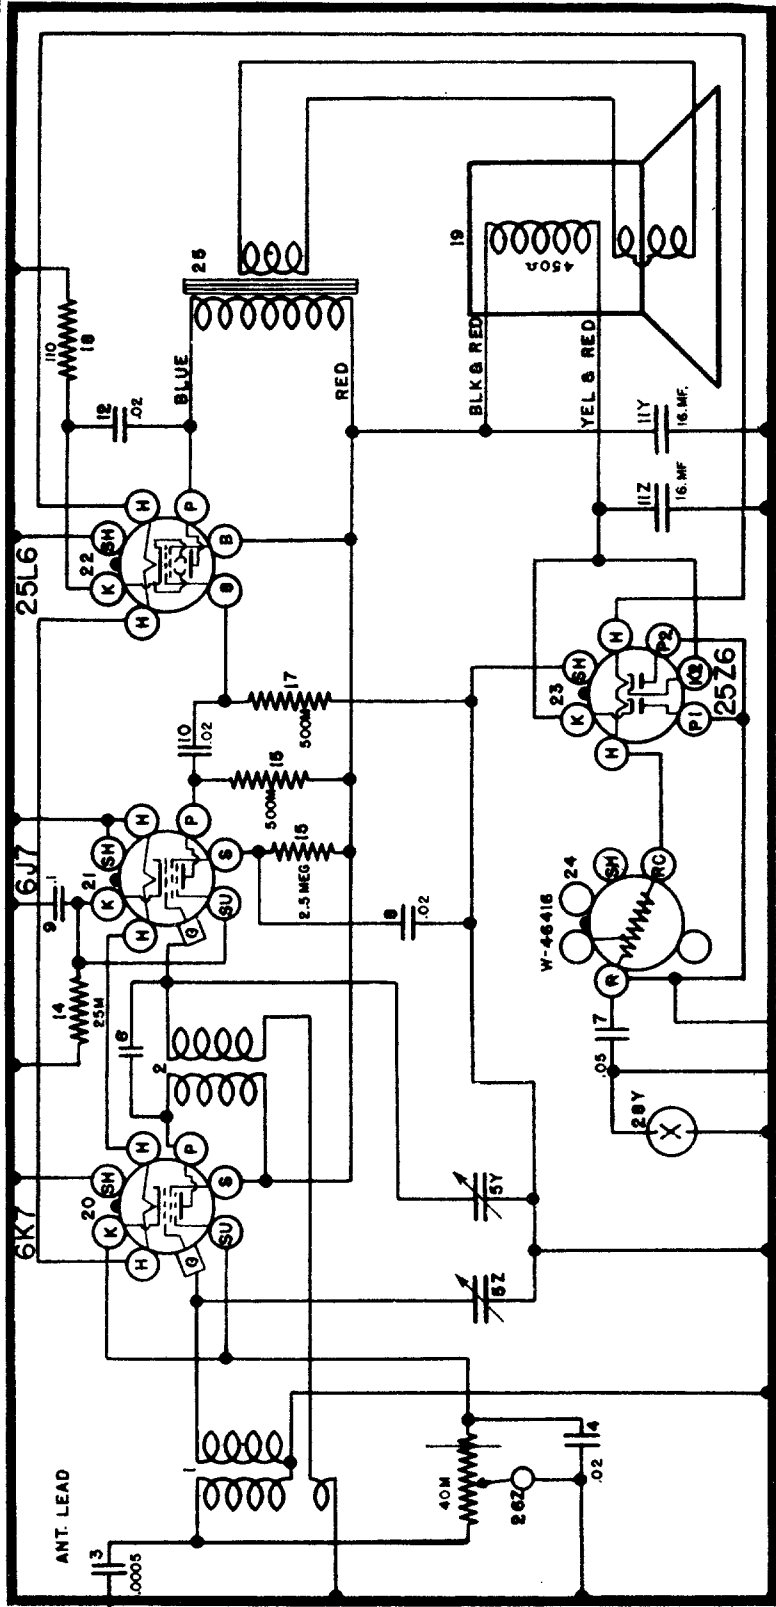 ANT. LEAD
3
.0005
1
40M
26Z
4
.02
6K7
20
K
SH
H
H
P
G
SU
S
5Z
5Y
28Y
X
.05
7
2
6
14
25M
9
.1
6J7
21
K
SH
H
H
P
G
SU
S
15
2.5 MEG
8
.02
15
500M
10
.02
17
500M
W-46416
24
SH
R
RC
25L6
22
K
SH
H
H
P
S
B
23
K
SH
H
H
P1
K2
P2
25Z6
12
.02
110
18
BLUE
RED
25
BLK & RED
YEL & RED
11Z
16. MF
11Y
16. MF.
19
450Ω